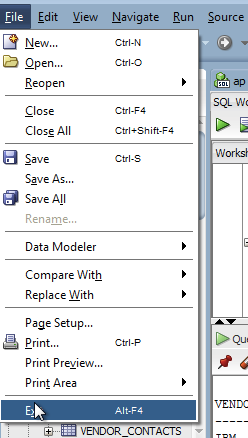 File Edit View Navigate Run Source
New... Ctrl-N
Open... Ctrl-O
Reopen
Close Ctrl-F4
Close All Ctrl+Shift-F4
Save Ctrl-S
Save As...
Save All
Rename...
Data Modeler
Compare With
Replace With
Page Setup...
Print... Ctrl-P
Print Preview...
Print Area
Alt-F4
VENDOR_CONTACTS
ap
SQL
SQL Wo
Worksh
Qu
VENDO
IBM